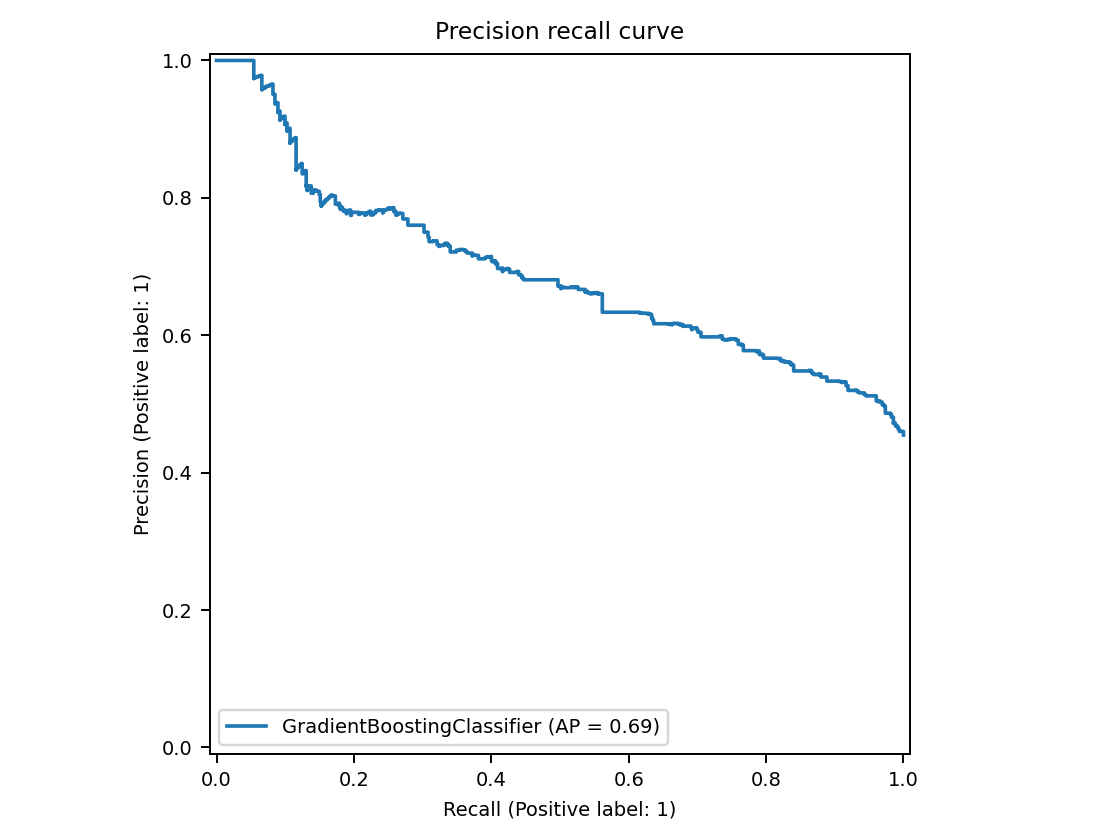 Precision recall curve
1.0
0.8
0.6
0.4
0.2
0.0
Precision (Positive label: 1)
GradientBoostingClassifier (AP = 0.69)
0.0 0.2 0.4 0.6 0.8 1.0
Recall (Positive label: 1)